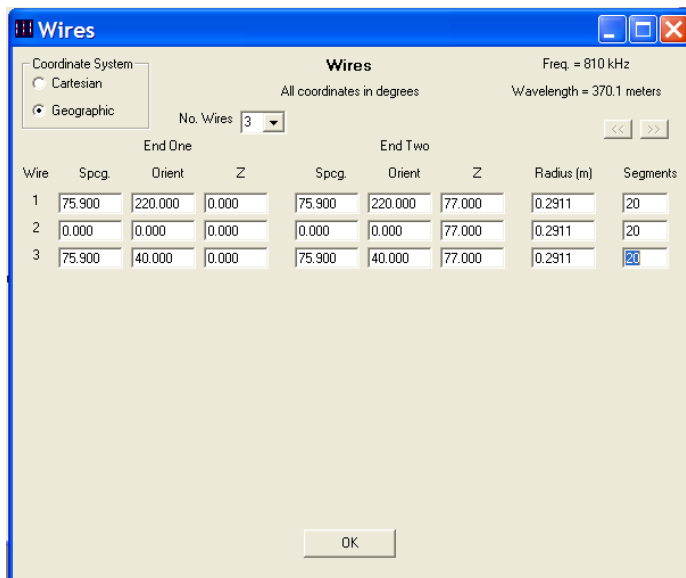 Wires
Coordinate System
Cartesian
Geographic
Wires
All coordinates in degrees
Freq. = 810 kHz
Wavelength = 370.1 meters
No. Wires 3
<< >>
End One End Two
Wire Spcg. Orient Z Spcg. Orient Z Radius (m) Segments
1 75.900 220.000 0.000 75.900 220.000 77.000 0.2911 20
2 0.000 0.000 0.000 0.000 0.000 77.000 0.2911 20
3 75.900 40.000 0.000 75.900 40.000 77.000 0.2911 20
OK